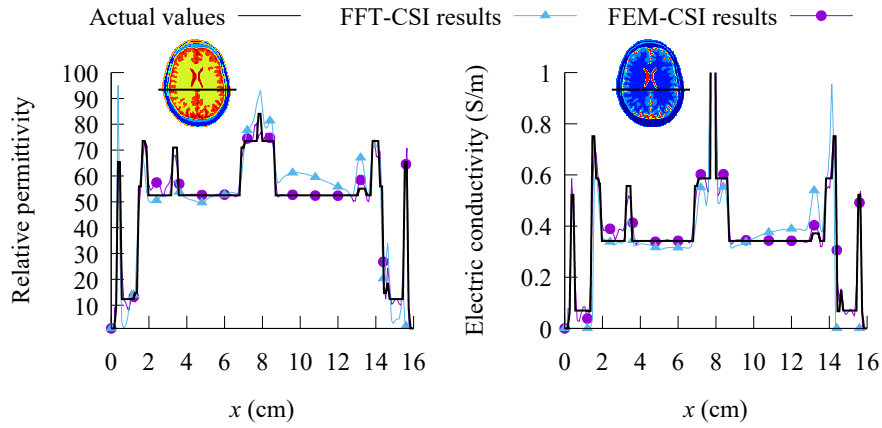 Actual values FFT-CSI results FEM-CSI results
Relative permittivity
100
90
80
70
60
50
40
30
20
10
0 2 4 6 8 10 12 14 16
x (cm)
Electric conductivity (S/m)
1
0.8
0.6
0.4
0.2
0
0 2 4 6 8 10 12 14 16
x (cm)